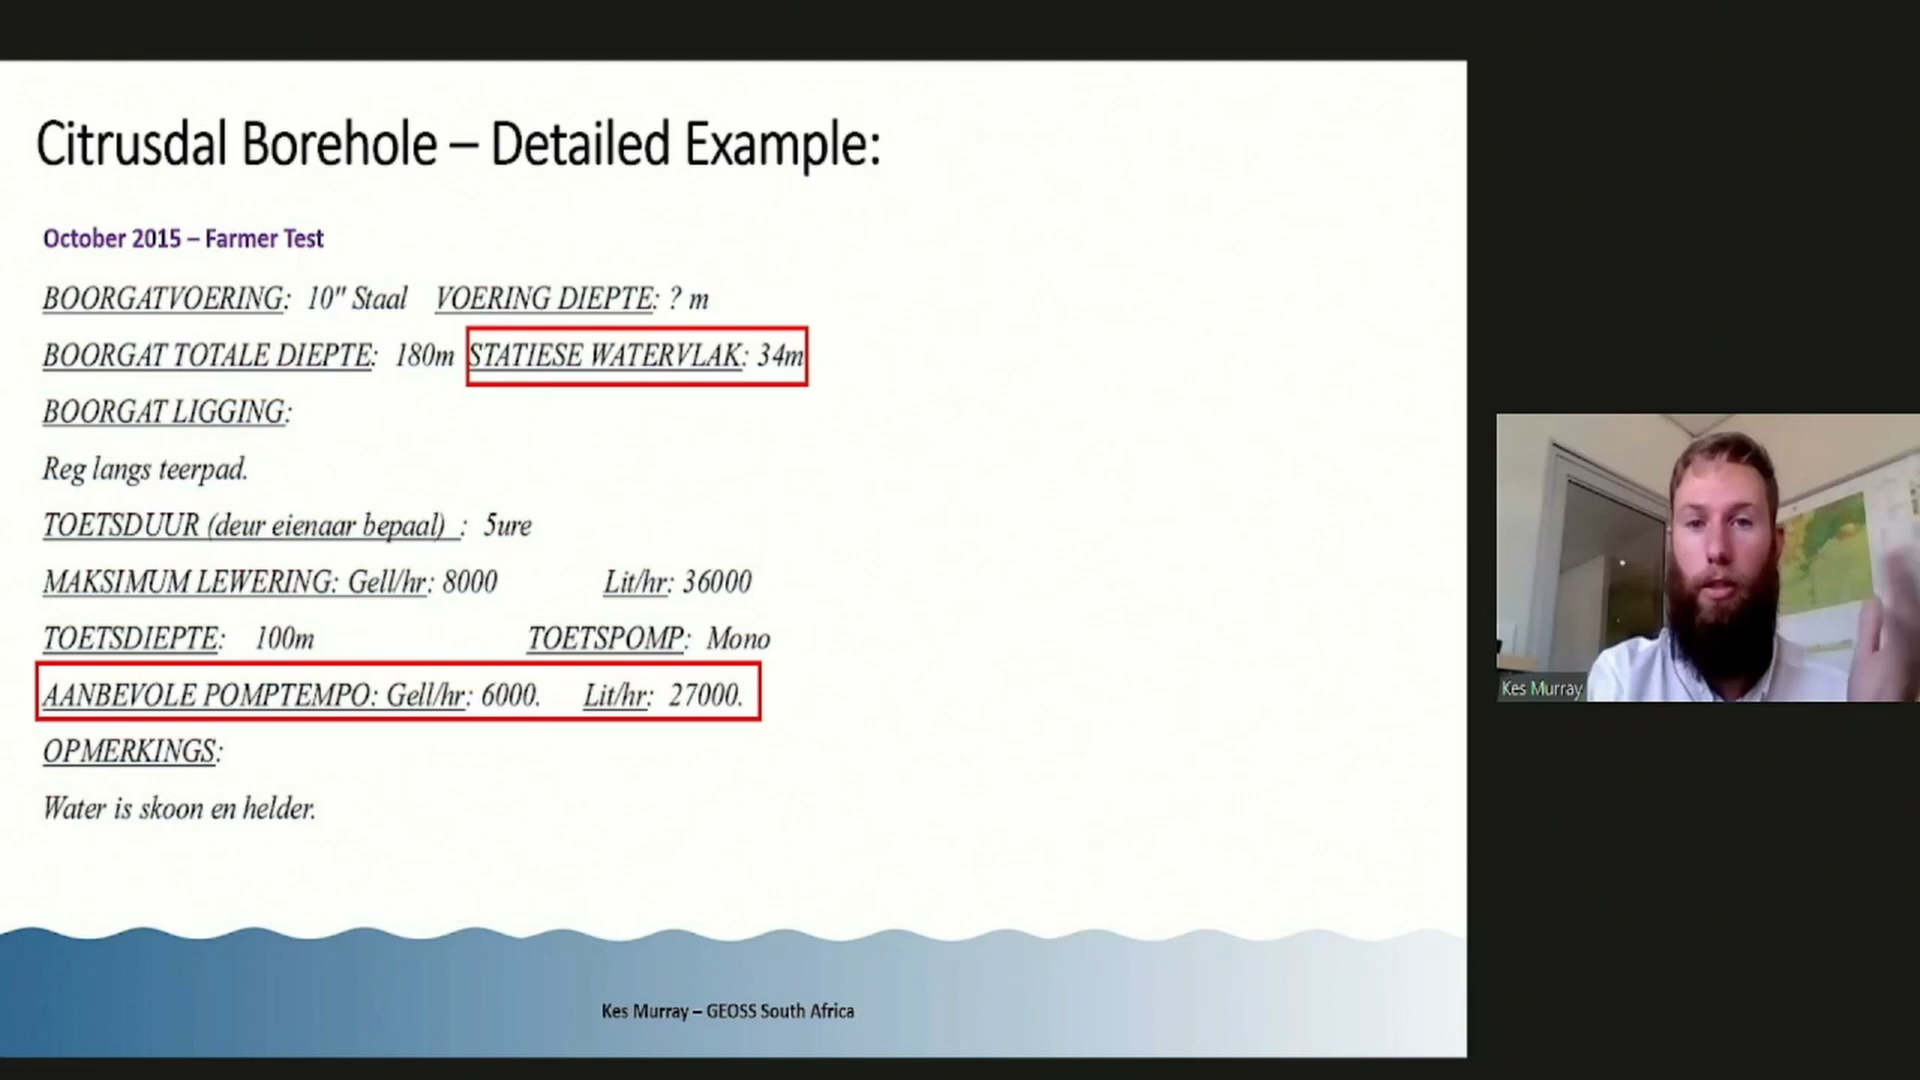 Citrusdal Borehole – Detailed Example:
October 2015 – Farmer Test
BOORGATVOERING: 10" Staal VOERING DIEPTE: ? m
BOORGAT TOTALE DIEPTE: 180m STATIESE WATERVLAK: 34m
BOORGAT LIGGING:
Reg langs teerpad.
TOETSDUUR (deur eienaar bepaal) : 5ure
MAKSIMUM LEWERING: Gell/hr: 8000 Lit/hr: 36000
TOETSDIEPTE: 100m TOETSPOMP: Mono
AANBEVOLE POMPTEMPO: Gell/hr: 6000. Lit/hr: 27000.
OPMERKINGS:
Water is skoon en helder.
Kes Murray – GEOSS South Africa
Kes Murray